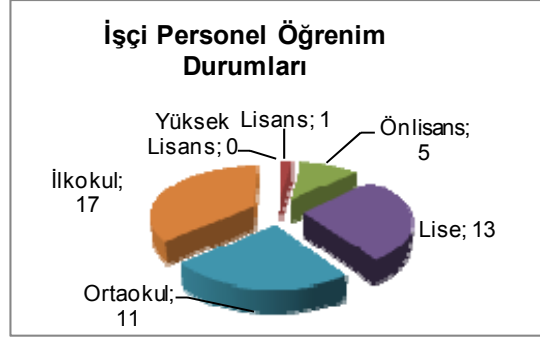 İşçi Personel Öğrenim
Durumları
Yüksek
Lisans; 0
Lisans; 1
Önlisans;
5
Lise; 13
Ortaokul;
11
İlkokul;
17